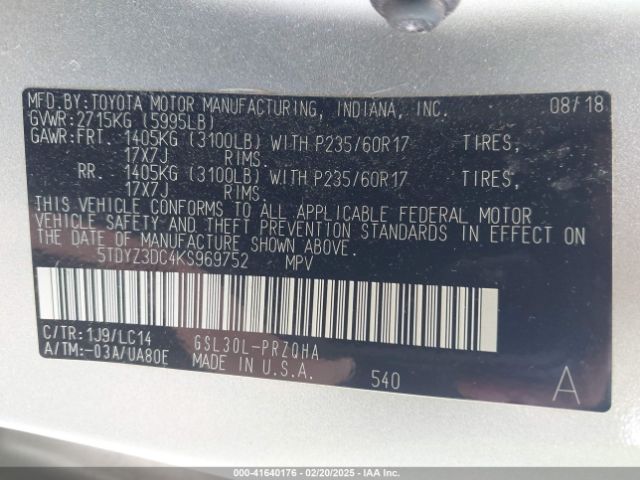 MFD.BY:TOYOTA MOTOR MANUFACTURING, INDIANA, INC. 08/18
GVWR:2715KG (5995LB)
GAWR:FRT. 1405KG (3100LB) WITH P235/60R17 TIRES,
17X7J RIMS.
RR. 1405KG (3100LB) WITH P235/60R17 TIRES,
17X7J RIMS.
THIS VEHICLE CONFORMS TO ALL APPLICABLE FEDERAL MOTOR
VEHICLE SAFETY AND THEFT PREVENTION STANDARDS IN EFFECT ON
THE DATE OF MANUFACTURE SHOWN ABOVE.
5TDYZ3DC4KS969752 MPV
C/TR:1J9/LC14 GSL30L-PRZQHA
A/TM:-03A/UA80E MADE IN U.S.A.
540 A
000-41640176 — 02/20/2025 — IAA Inc.